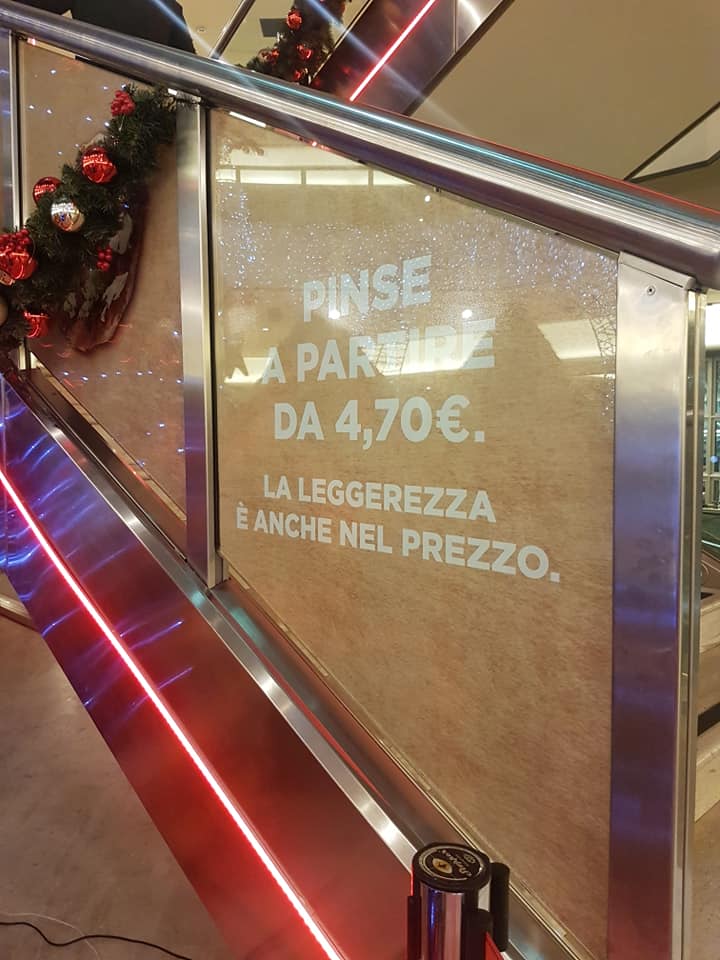 PINSE
A PARTIRE
DA 4,70€.
LA LEGGEREZZA
È ANCHE NEL PREZZO.